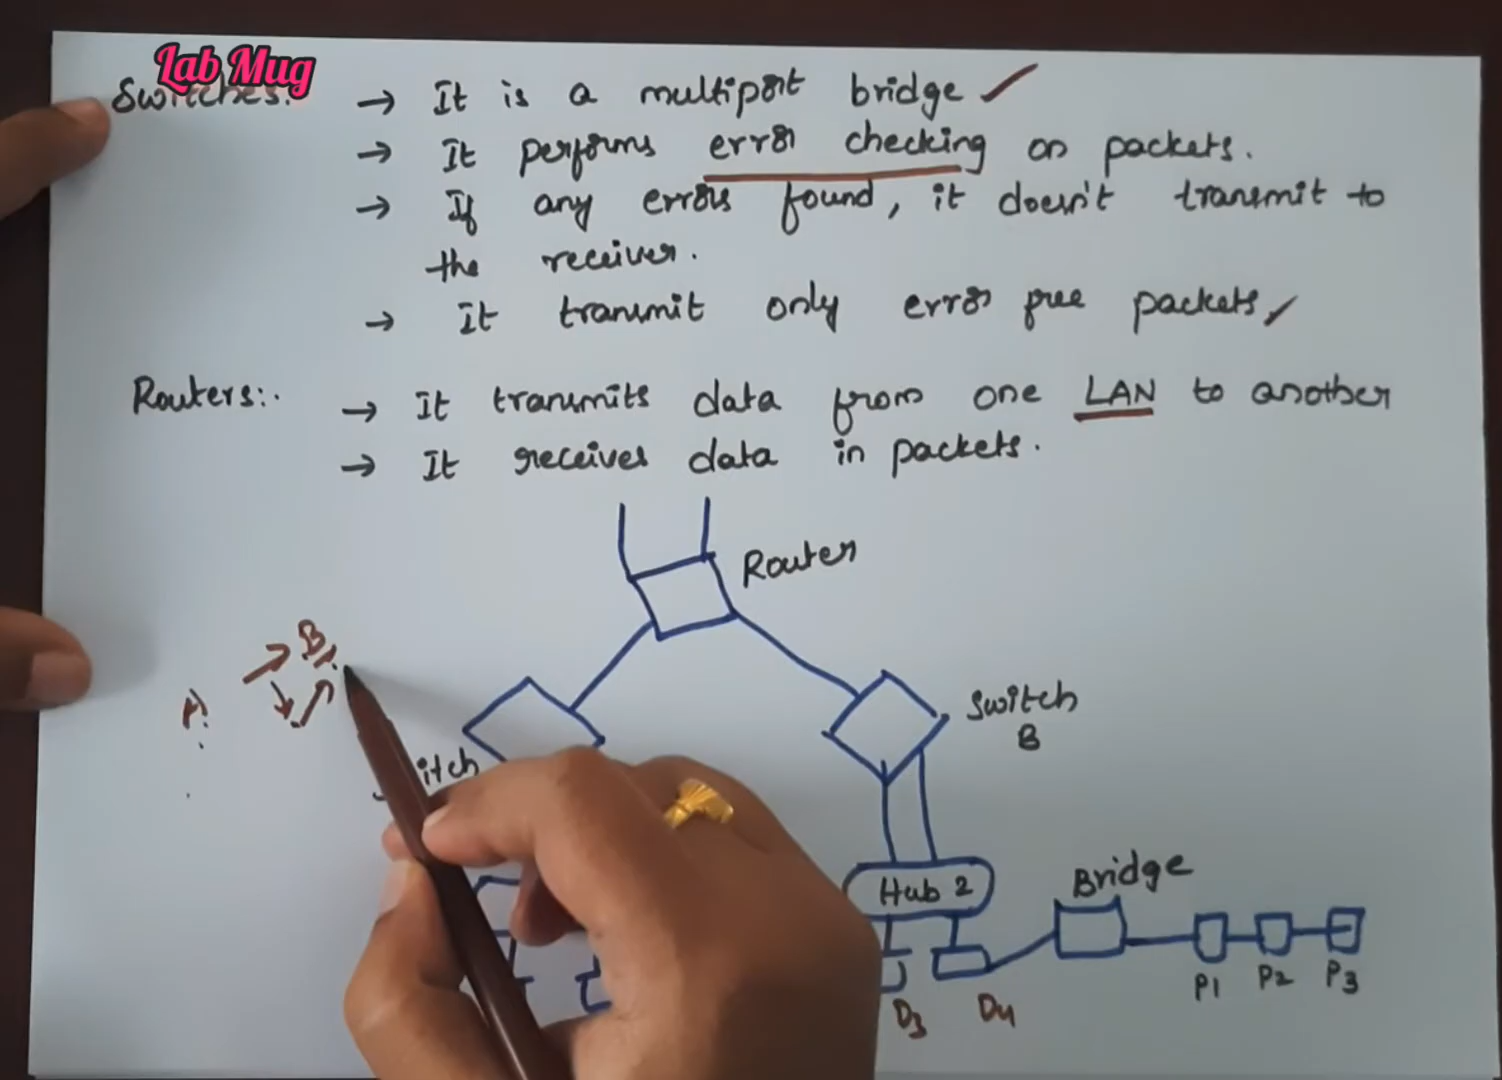 Lab Mug
Switches:
→ It is a multiport bridge ✓
→ It performs error checking on packets.
→ If any errors found, it doesn't transmit to
the receiver.
→ It transmit only error free packets
Routers:
→ It transmits data from one LAN to another
→ It receives data in packets.
Router
B
Switch
B
itch
Hub 2
Bridge
P1 P2 P3
D3 D4